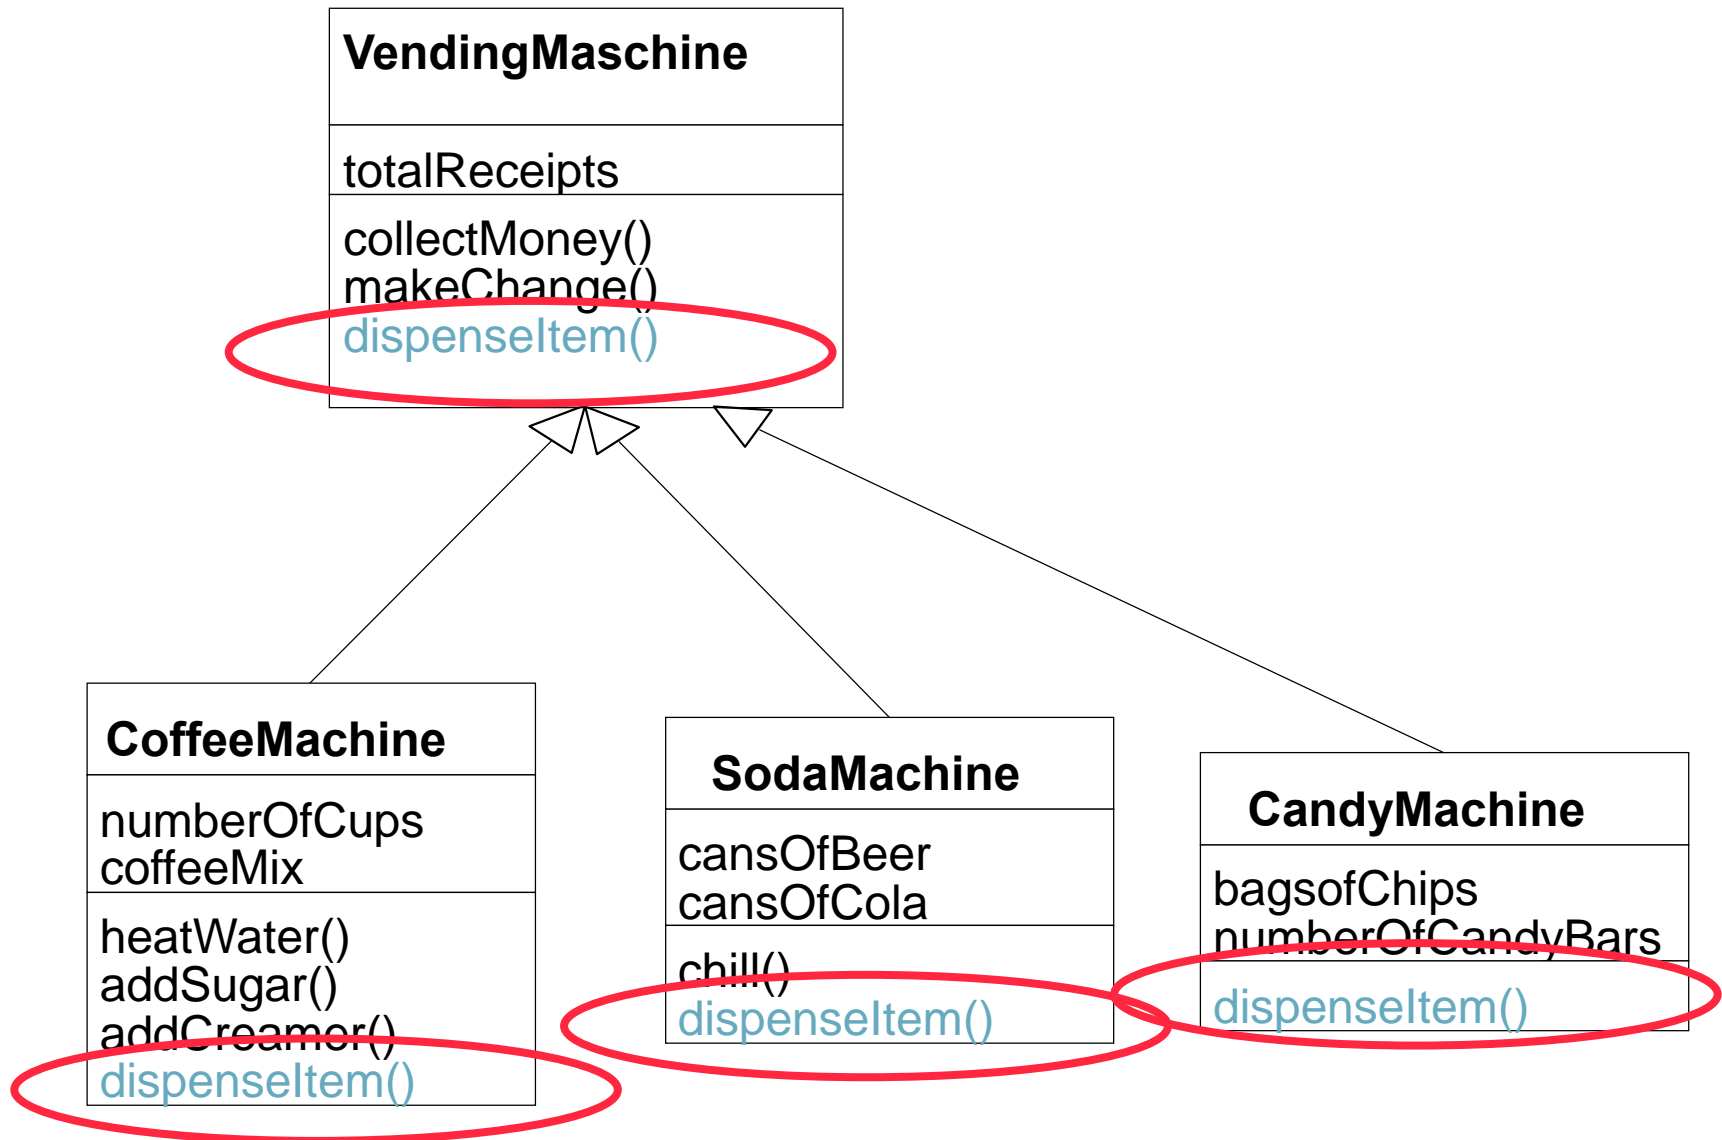 VendingMaschine
totalReceipts
collectMoney()
makeChange()
dispenseItem()
CoffeeMachine
numberOfCups
coffeeMix
heatWater()
addSugar()
addCreamer()
dispenseItem()
SodaMachine
cansOfBeer
cansOfCola
chill()
dispenseItem()
CandyMachine
bagsofChips
numberOfCandyBars
dispenseItem()